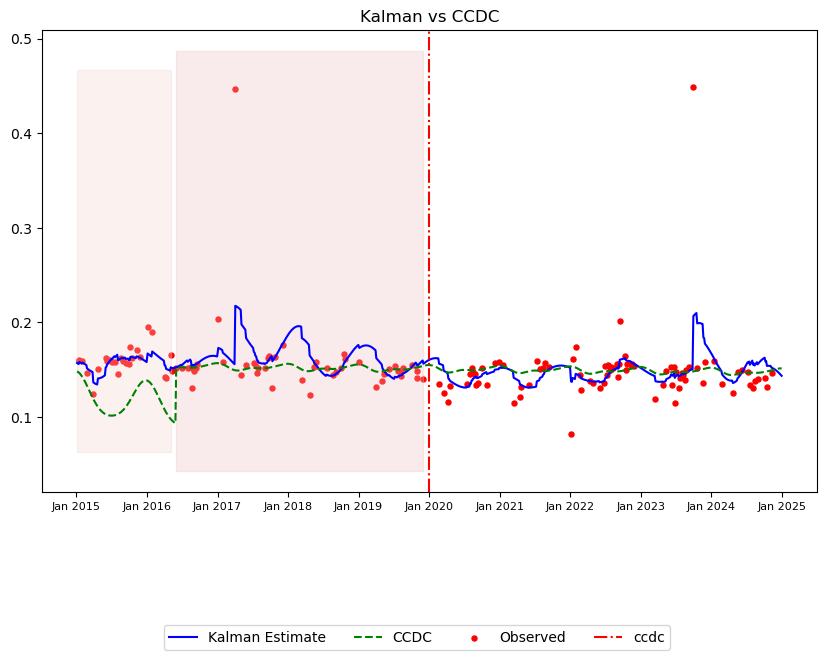 Kalman vs CCDC
0.5
0.4
0.3
0.2
0.1
Jan 2015 Jan 2016 Jan 2017 Jan 2018 Jan 2019 Jan 2020 Jan 2021 Jan 2022 Jan 2023 Jan 2024 Jan 2025
Kalman Estimate CCDC Observed ccdc